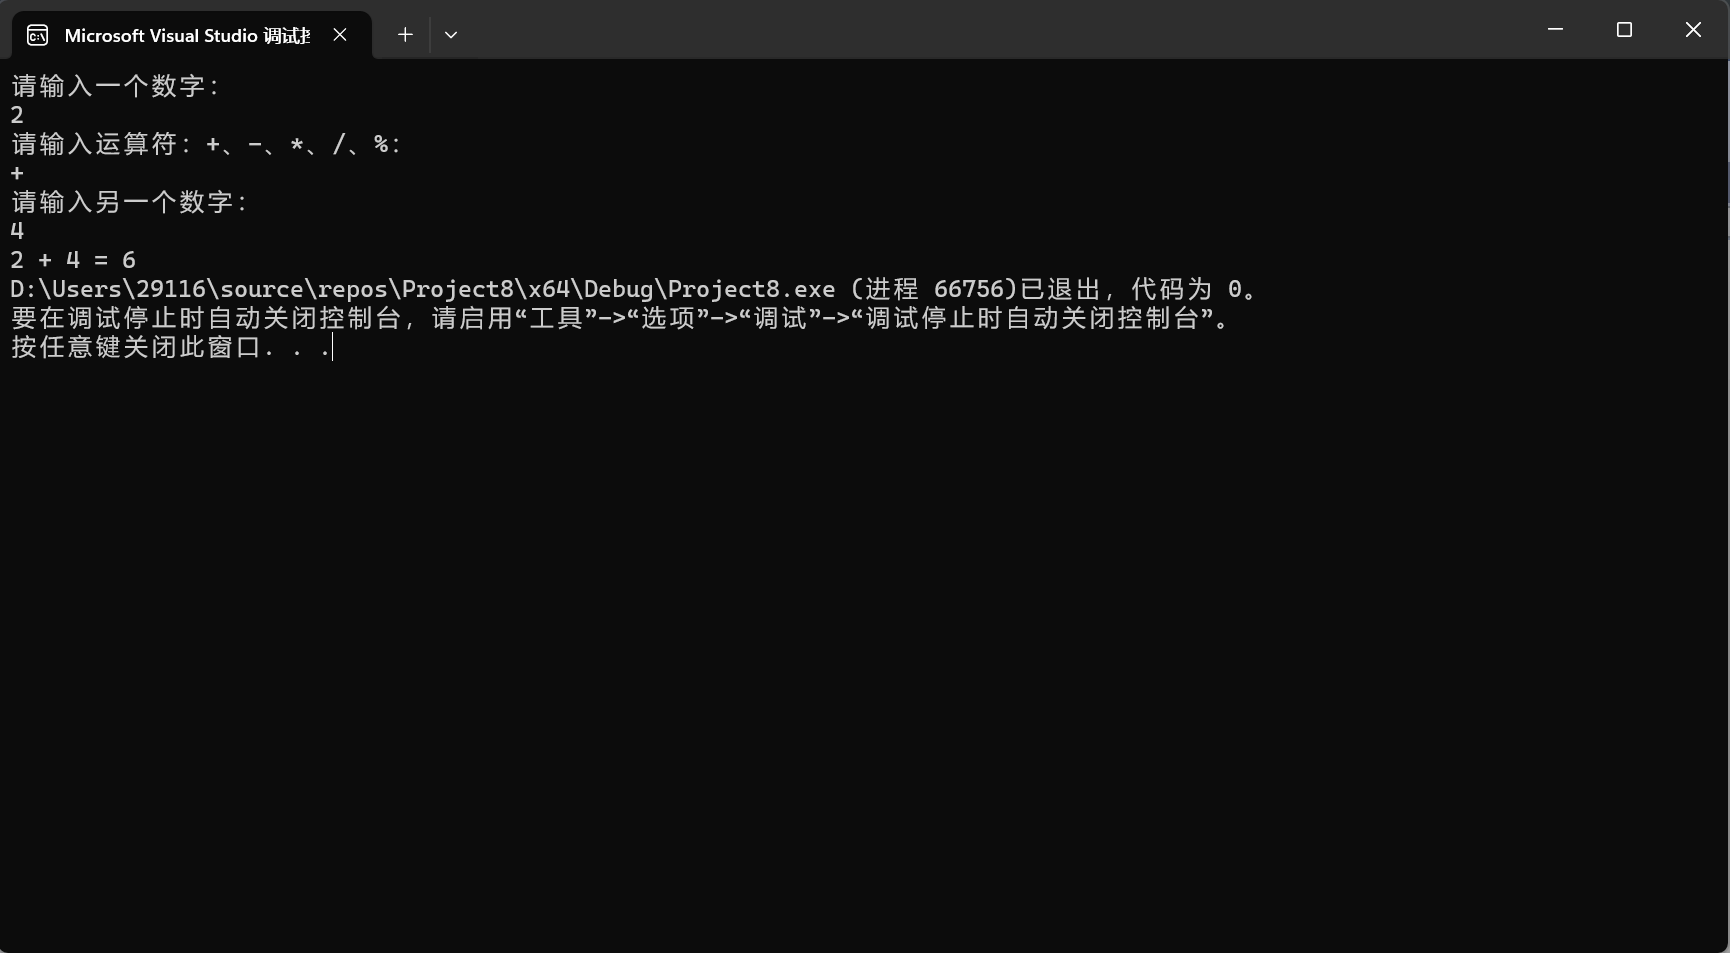 Microsoft Visual Studio 调试
请输入一个数字：
2
请输入运算符：+、-、*、/、%：
+
请输入另一个数字：
4
2 + 4 = 6
D:\Users\29116\source\repos\Project8\x64\Debug\Project8.exe (进程 66756)已退出，代码为 0。
要在调试停止时自动关闭控制台，请启用“工具”->“选项”->“调试”->“调试停止时自动关闭控制台”。
按任意键关闭此窗口. . .